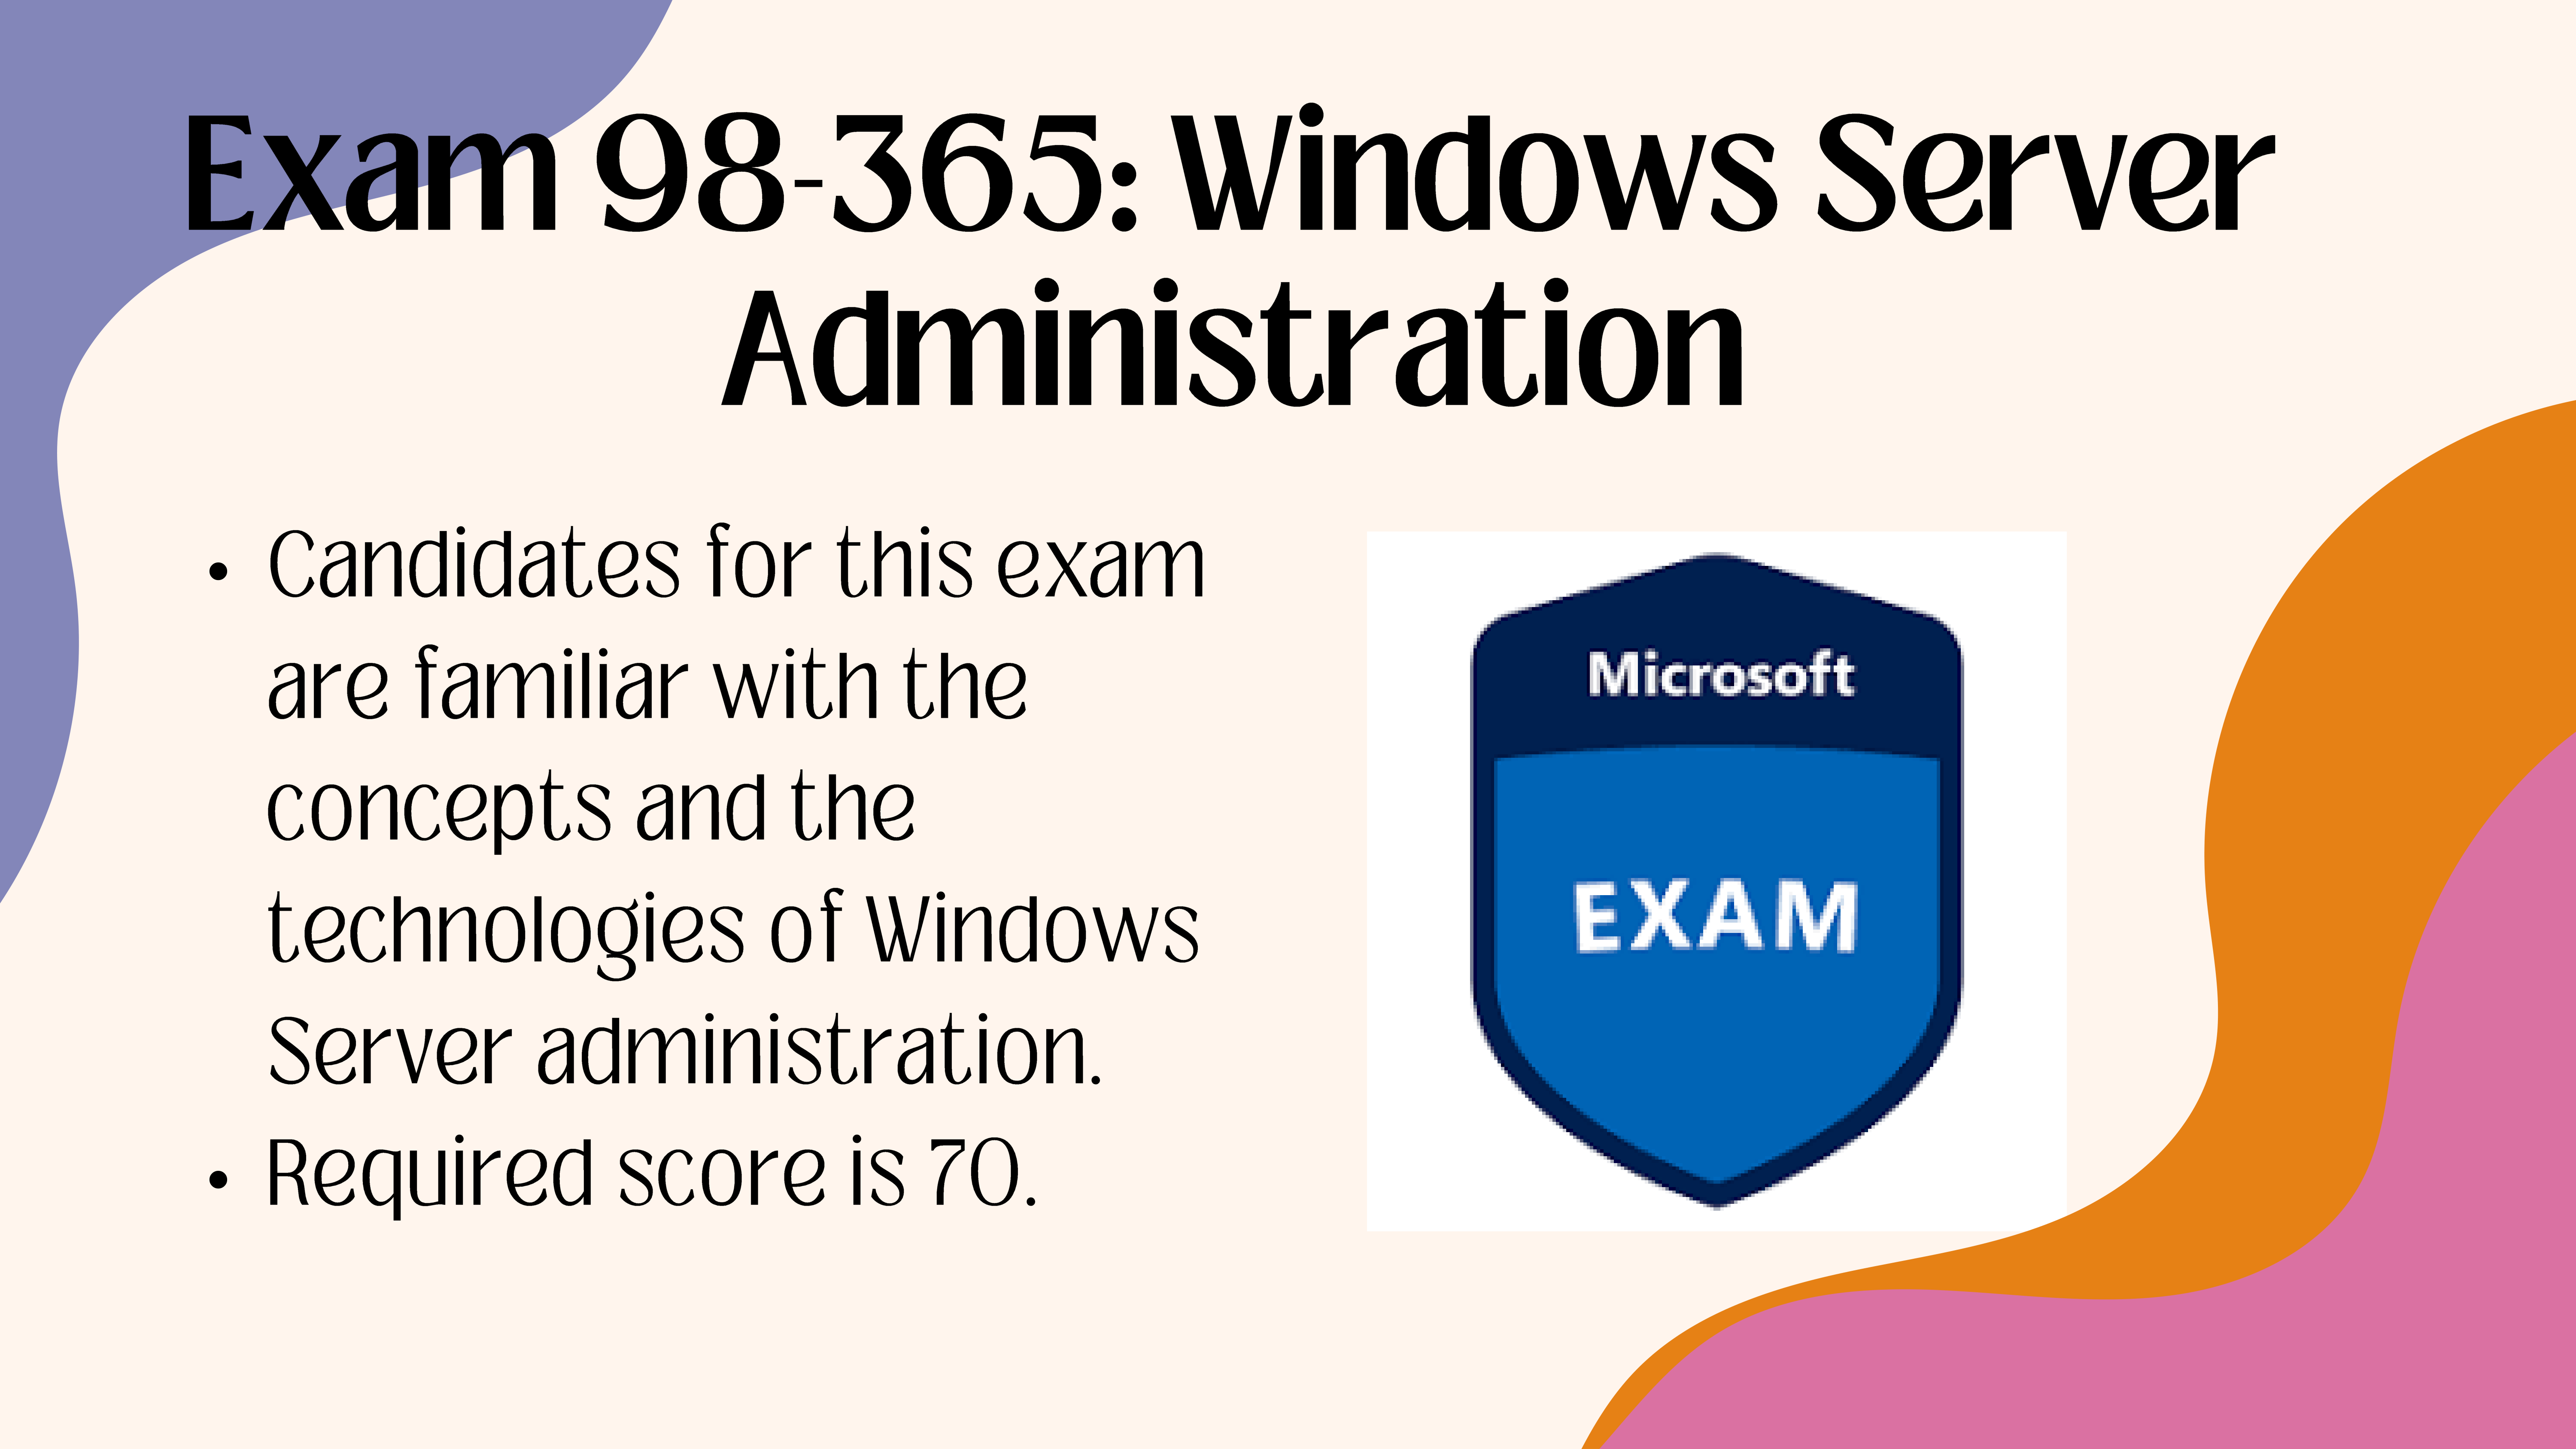 Exam 98-365: Windows Server
Administration
• Candidates for this exam
are familiar with the
concepts and the
technologies of Windows
Server administration.
• Required score is 70.
Microsoft
EXAM